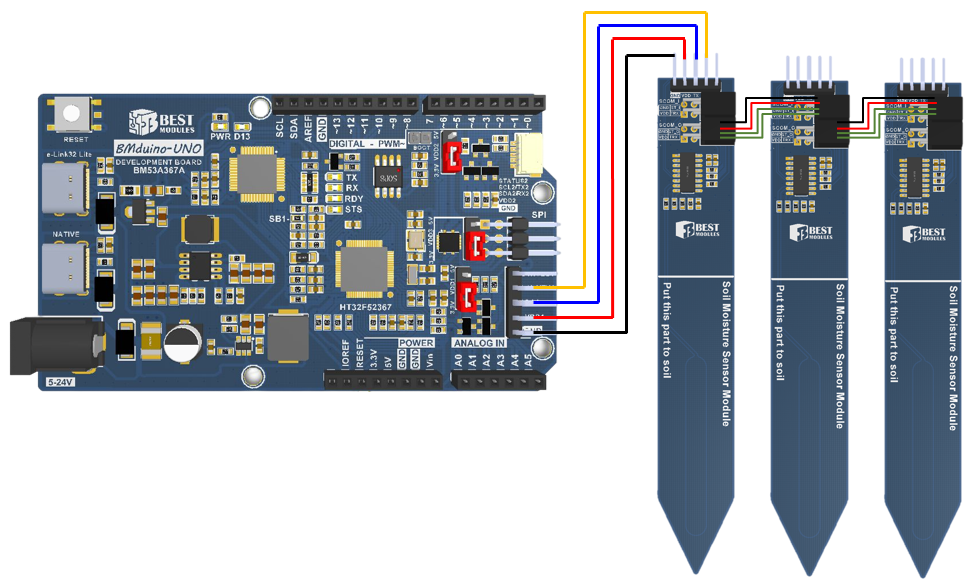 RESET
BEST
MODULES
PWR D13
e-Link32 Lite
BMduino-UNO
DEVELOPMENT BOARD
BM53A367A
NATIVE
5-24V
SCL
SDA
AREF
GND
~13
~12
~11
~10
~9
~8
7
~6
~5
~4
~3
~2
~1
~0
DIGITAL - PWM~
BOOT
TX
RX
RDY
STS
SB1-
STATUS2
SCL2/TX2
SDA2/RX2
VDD2
GND
SPI
HT32F52367
IOREF
RESET
3.3V
5V
GND
GND
Vin
POWER
ANALOG IN
A0
A1
A2
A3
A4
A5
BEST
MODULES
Soil Moisture Sensor Module
Put this part to soil
BEST
MODULES
Soil Moisture Sensor Module
Put this part to soil
BEST
MODULES
Soil Moisture Sensor Module
Put this part to soil